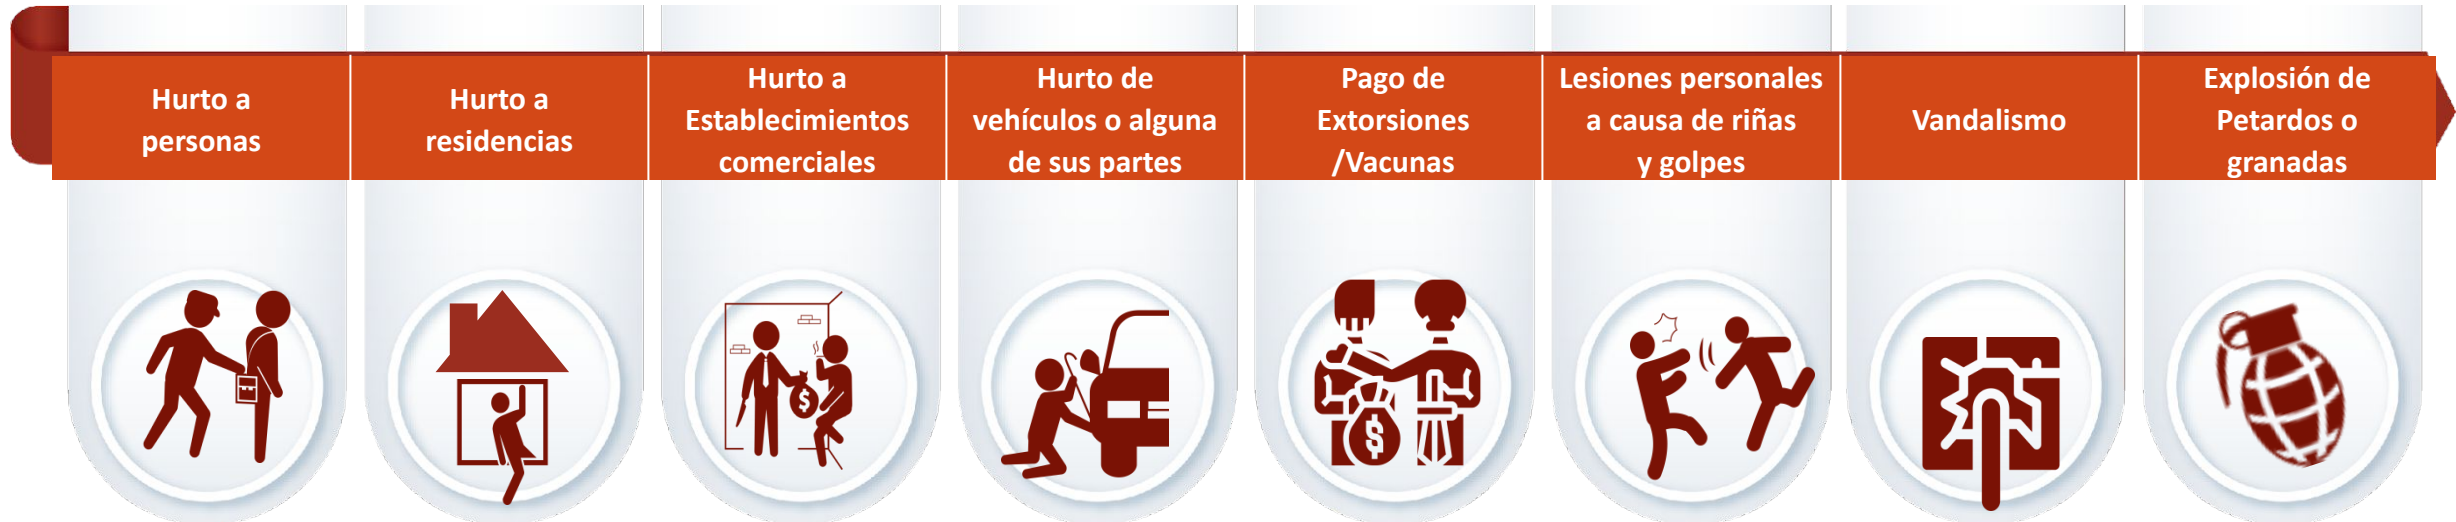 Hurto a
personas
Hurto a
residencias
Hurto a
Establecimientos
comerciales
Hurto de
vehículos o alguna
de sus partes
Pago de
Extorsiones
/Vacunas
Lesiones personales
a causa de riñas
y golpes
Vandalismo
Explosión de
Petardos o
granadas
$
$